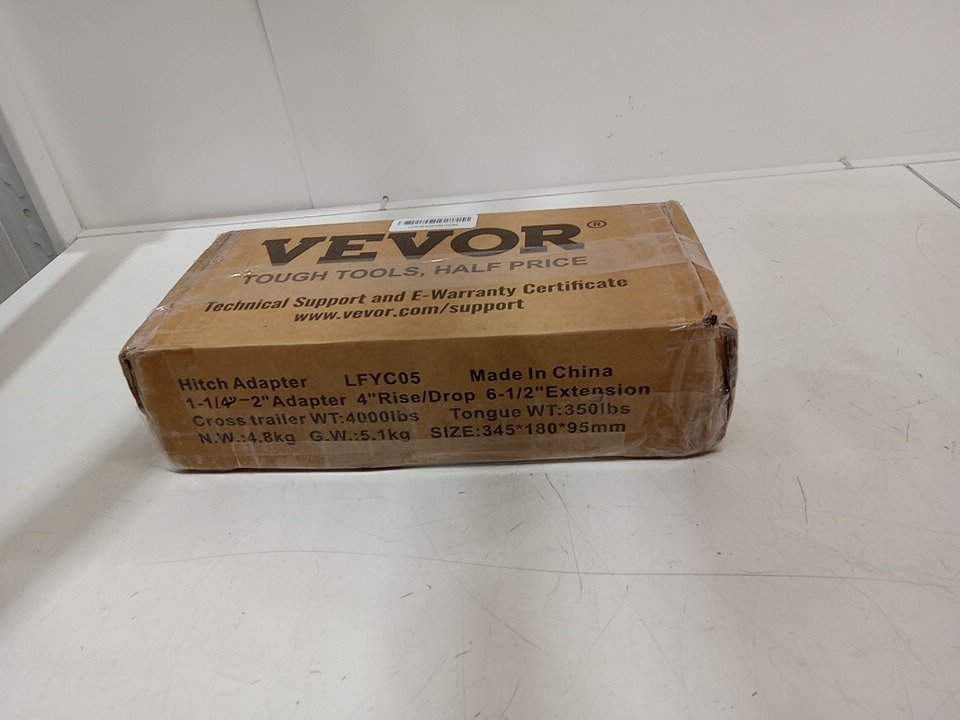 VEVOR®
TOUGH TOOLS, HALF PRICE
Technical Support and E-Warranty Certificate
www.vevor.com/support
Hitch Adapter LFYC05 Made In China
1-1/4"-2"Adapter 4"Rise/Drop 6-1/2"Extension
Cross trailer WT:4000lbs Tongue WT:350lbs
N.W.:4.8kg G.W.:5.1kg SIZE:345*180*95mm